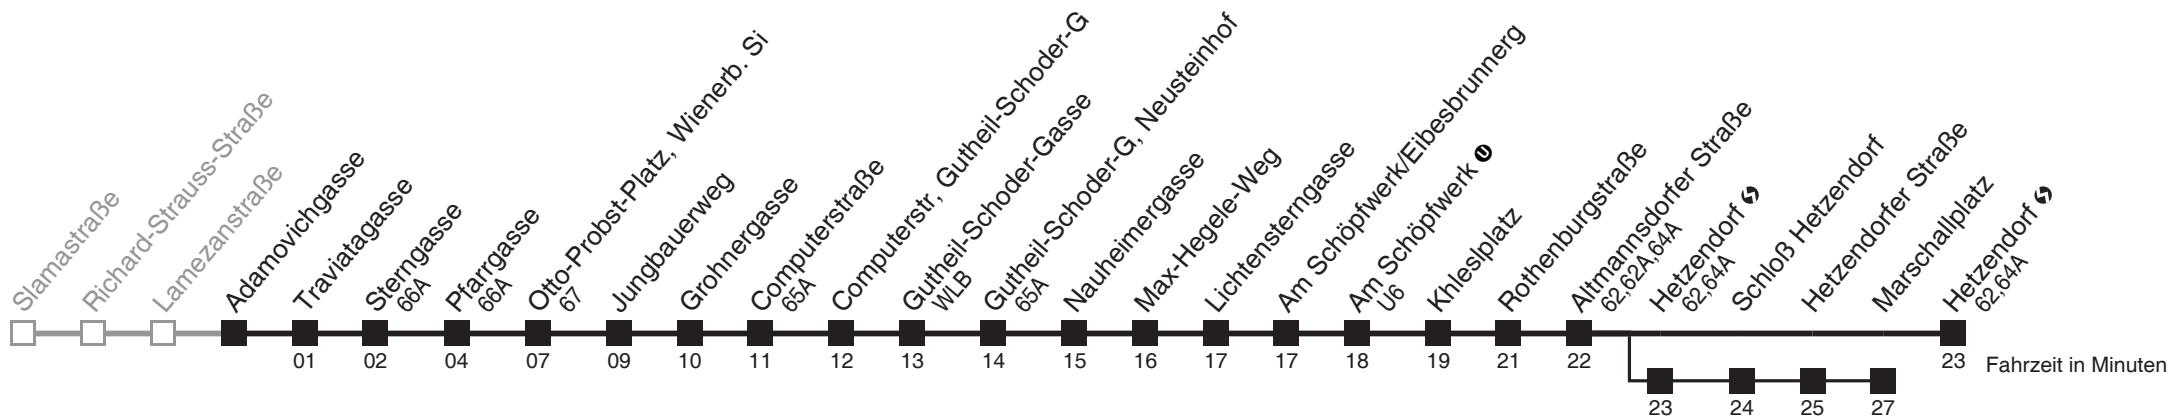 Slamastraße
Richard-Strauss-Straße
Lamezanstraße
Adamovichgasse
Traviatagasse
01
Sterngasse
66A
02
Pfarrgasse
66A
04
Otto-Probst-Platz, Wienerb. Si
67
07
Jungbauerweg
09
Grohnergasse
10
Computerstraße
65A
11
Computerstr, Gutheil-Schoder-G
12
Gutheil-Schoder-Gasse
WLB
13
Gutheil-Schoder-G, Neusteinhof
65A
14
Nauheimergasse
15
Max-Hegele-Weg
16
Lichtensterngasse
17
Am Schöpfwerk/Eibesbrunnerg
17
Am Schöpfwerk U
U6
18
Khleslplatz
19
Rothenburgstraße
21
Altmannsdorfer Straße
62,62A,64A
22
Hetzendorf
62,64A
23
Schloß Hetzendorf
24
Hetzendorfer Straße
25
Marschallplatz
27
Hetzendorf
62,64A
23
Fahrzeit in Minuten